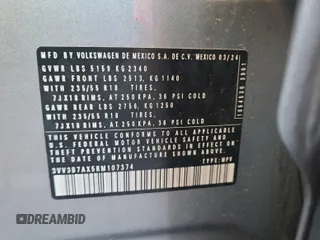 MFD. BY VOLKSWAGEN DE MEXICO S.A. DE C.V. MEXICO 03/24
GVWR LBS 5159 KG 2340
GAWR FRONT LBS 2513, KG 1140
WITH 235/55 R18 TIRES,
7JX18 RIMS, AT 250 KPA, 36 PSI COLD
GAWR REAR LBS 2756, KG 1250
WITH 235/55 R18 TIRES,
7JX18 RIMS, AT 250 KPA, 36 PSI COLD
THIS VEHICLE CONFORMS TO ALL APPLICABLE
FEDERAL MOTOR VEHICLE SAFETY STANDARDS
IN EFFECT ON THE DATE OF
MANUFACTURE SHOWN ABOVE.
3VV3B7AX5RM107374 TYPE: MPV
DREAMBID